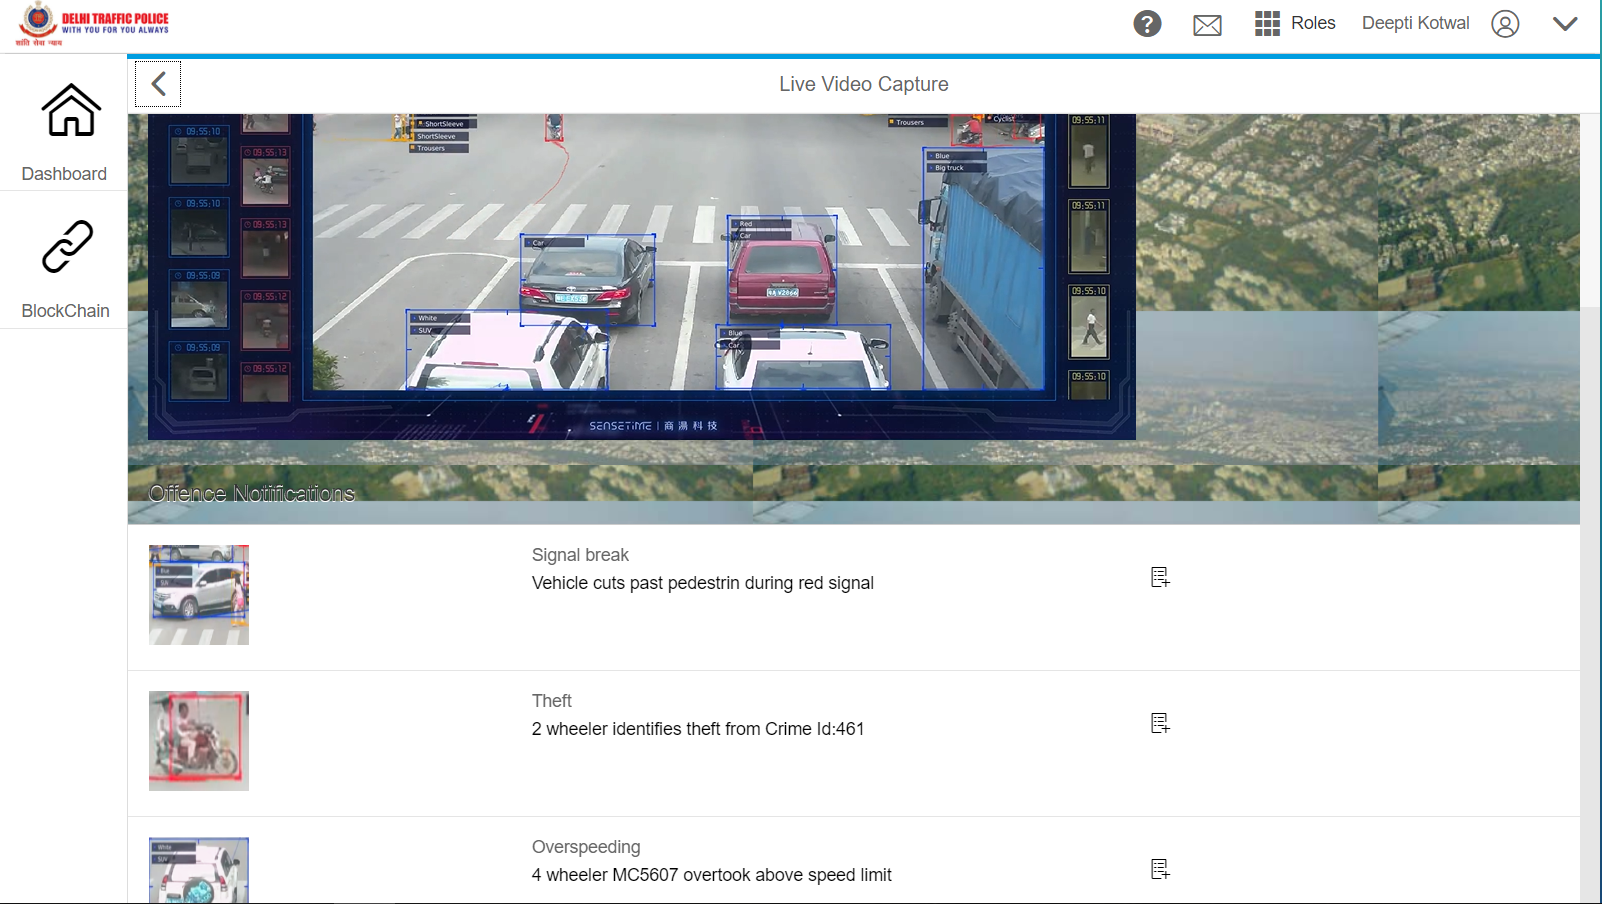 DELHI TRAFFIC POLICE
WITH YOU FOR YOU ALWAYS
शांति सेवा न्याय
?
Roles
Deepti Kotwal
Live Video Capture
Dashboard
BlockChain
09:55:10
09:55:13
09:55:10
09:55:13
09:55:09
09:55:12
09:55:09
09:55:12
ShortSleeve
ShortSleeve
Trousers
Trousers
Cyclist
Blue
Big truck
Red
Car
Car
White
SUV
Blue
Car
09:55:11
09:55:11
09:55:10
09:55:10
SENSETIME | 商湯科技
Offence Notifications
Blue
SUV
Signal break
Vehicle cuts past pedestrin during red signal
Theft
2 wheeler identifies theft from Crime Id:461
White
SUV
Overspeeding
4 wheeler MC5607 overtook above speed limit